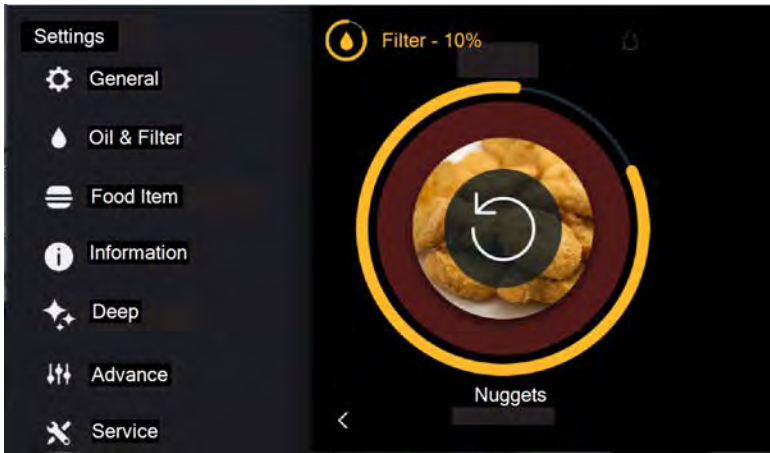 Settings
General
Oil & Filter
Food Item
Information
Deep
Advance
Service
Filter - 10%
Nuggets